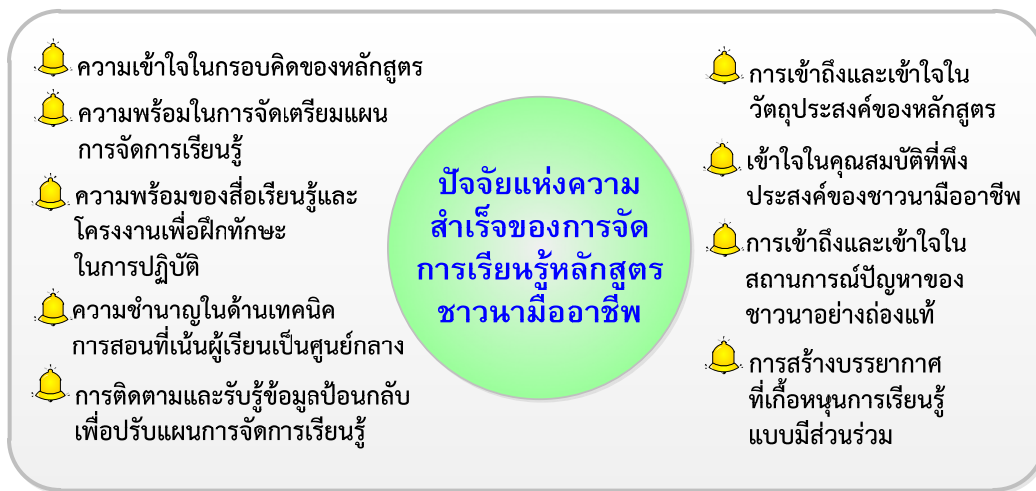 ความเข้าใจในกรอบคิดของหลักสูตร
ความพร้อมในการจัดเตรียมแผน
การจัดการเรียนรู้
ความพร้อมของสื่อเรียนรู้และ
โครงงานเพื่อฝึกทักษะ
ในการปฏิบัติ
ความชำนาญในด้านเทคนิค
การสอนที่เน้นผู้เรียนเป็นศูนย์กลาง
การติดตามและรับรู้ข้อมูลป้อนกลับ
เพื่อปรับแผนการจัดการเรียนรู้
ปัจจัยแห่งความ
สำเร็จของการจัด
การเรียนรู้หลักสูตร
ชาวนามืออาชีพ
การเข้าถึงและเข้าใจใน
วัตถุประสงค์ของหลักสูตร
เข้าใจในคุณสมบัติที่พึง
ประสงค์ของชาวนามืออาชีพ
การเข้าถึงและเข้าใจใน
สถานการณ์ปัญหาของ
ชาวนาอย่างถ่องแท้
การสร้างบรรยากาศ
ที่เกื้อหนุนการเรียนรู้
แบบมีส่วนร่วม